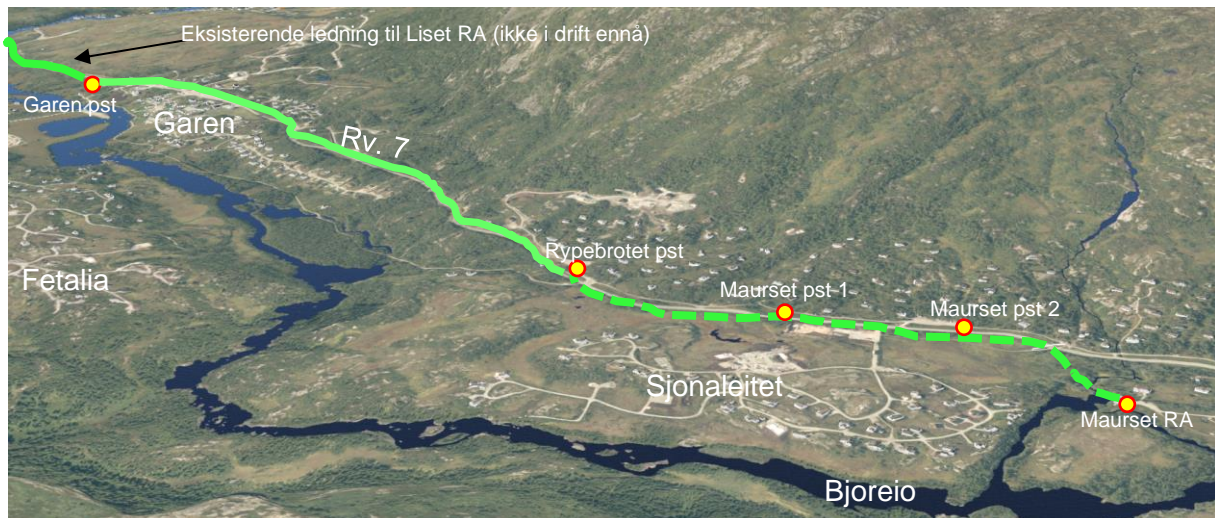 Eksisterende ledning til Liset RA (ikke i drift ennå)
Garen pst
Garen
Rv. 7
Rypebrotet pst
Fetalia
Maurset pst 1
Maurset pst 2
Sjonaleitet
Maurset RA
Bjoreio